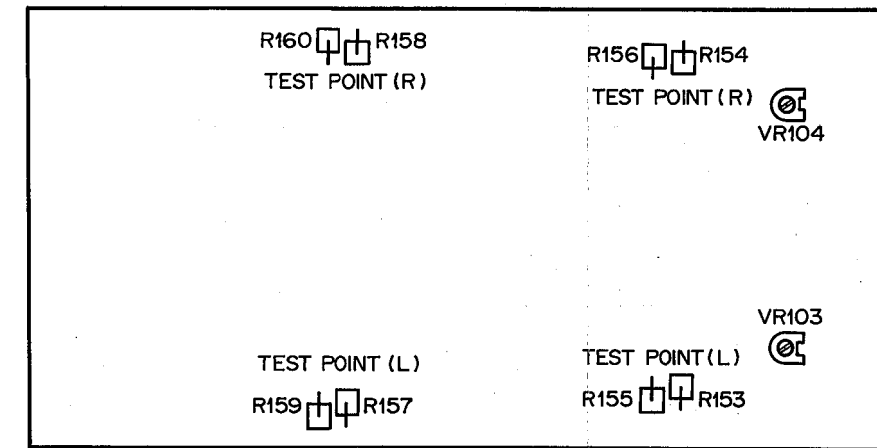 R160 R158
TEST POINT (R)
R156 R154
TEST POINT (R)
VR104
VR103
TEST POINT (L)
R159 R157
TEST POINT (L)
R155 R153